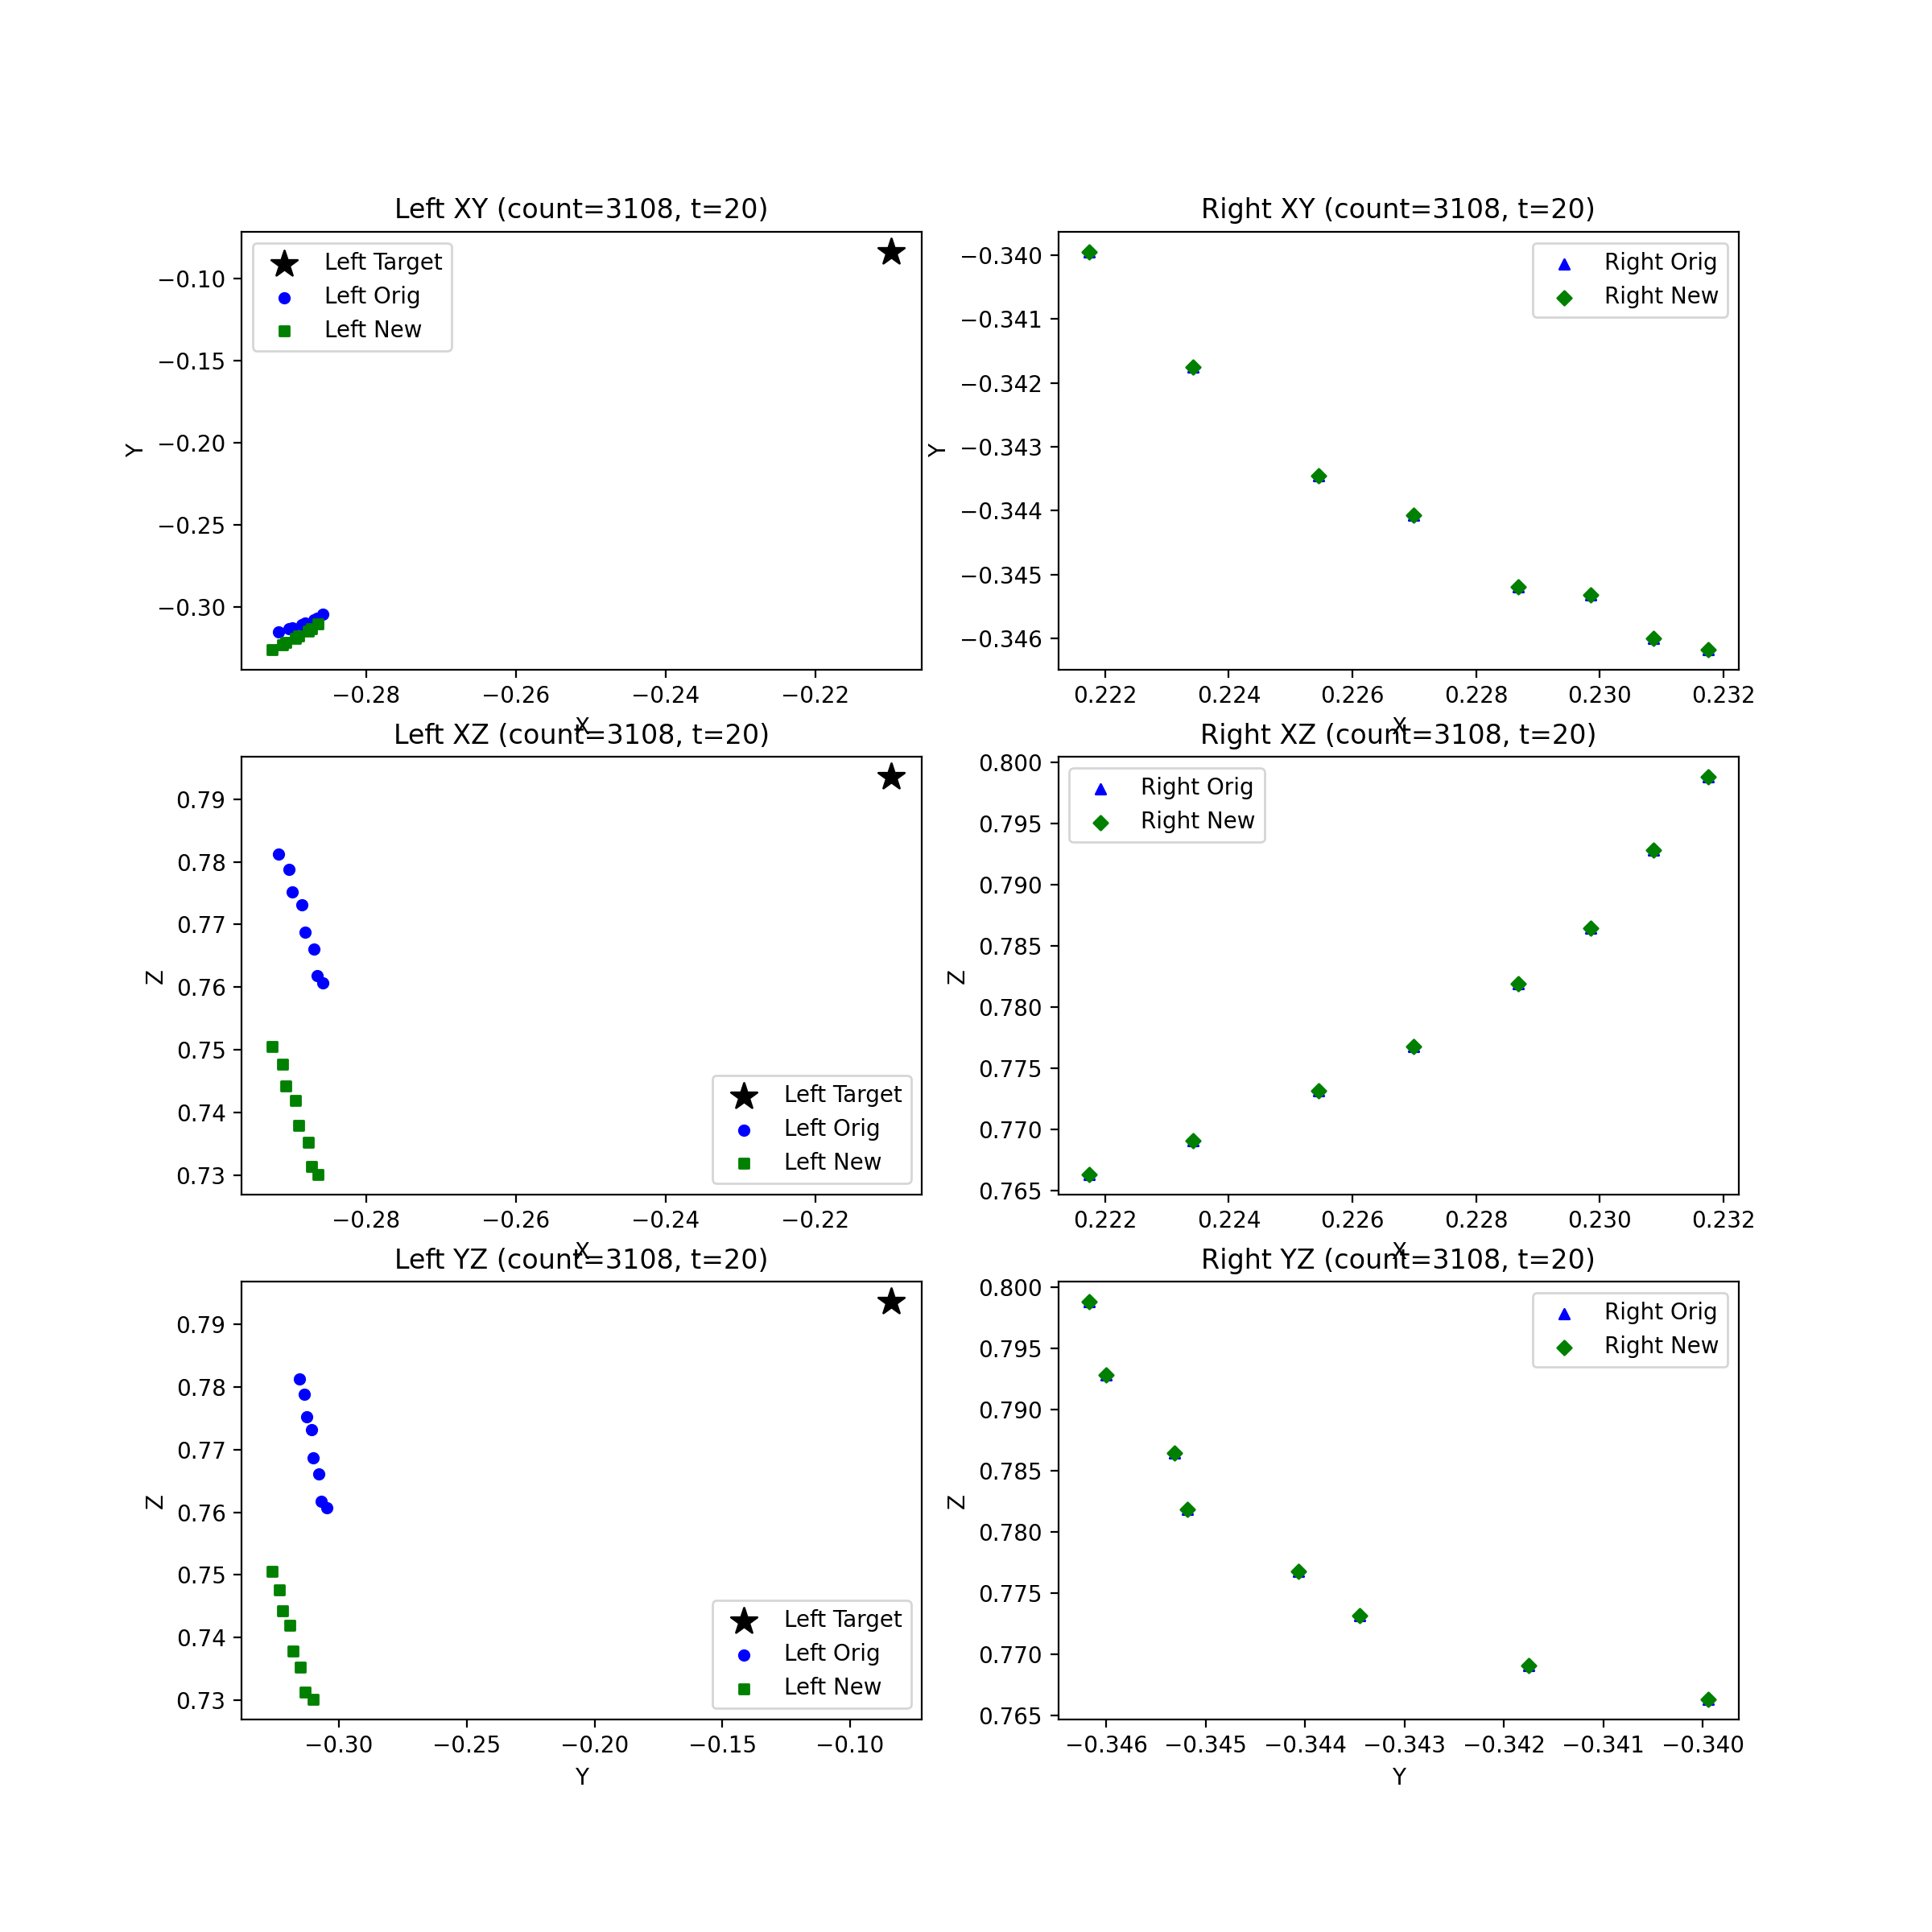 Left XY (count=3108, t=20)
Left Target
Left Orig
Left New
−0.10
−0.15
−0.20
−0.25
−0.30
Y
−0.28 −0.26 −0.24 −0.22
X
Right XY (count=3108, t=20)
Right Orig
Right New
−0.340
−0.341
−0.342
−0.343
−0.344
−0.345
−0.346
Y
0.222 0.224 0.226 0.228 0.230 0.232
X
Left XZ (count=3108, t=20)
0.79
0.78
0.77
0.76
0.75
0.74
0.73
Z
Left Target
Left Orig
Left New
−0.28 −0.26 −0.24 −0.22
X
Right XZ (count=3108, t=20)
Right Orig
Right New
0.800
0.795
0.790
0.785
0.780
0.775
0.770
0.765
Z
0.222 0.224 0.226 0.228 0.230 0.232
X
Left YZ (count=3108, t=20)
0.79
0.78
0.77
0.76
0.75
0.74
0.73
Z
Left Target
Left Orig
Left New
−0.30 −0.25 −0.20 −0.15 −0.10
Y
Right YZ (count=3108, t=20)
Right Orig
Right New
0.800
0.795
0.790
0.785
0.780
0.775
0.770
0.765
Z
−0.346 −0.345 −0.344 −0.343 −0.342 −0.341 −0.340
Y